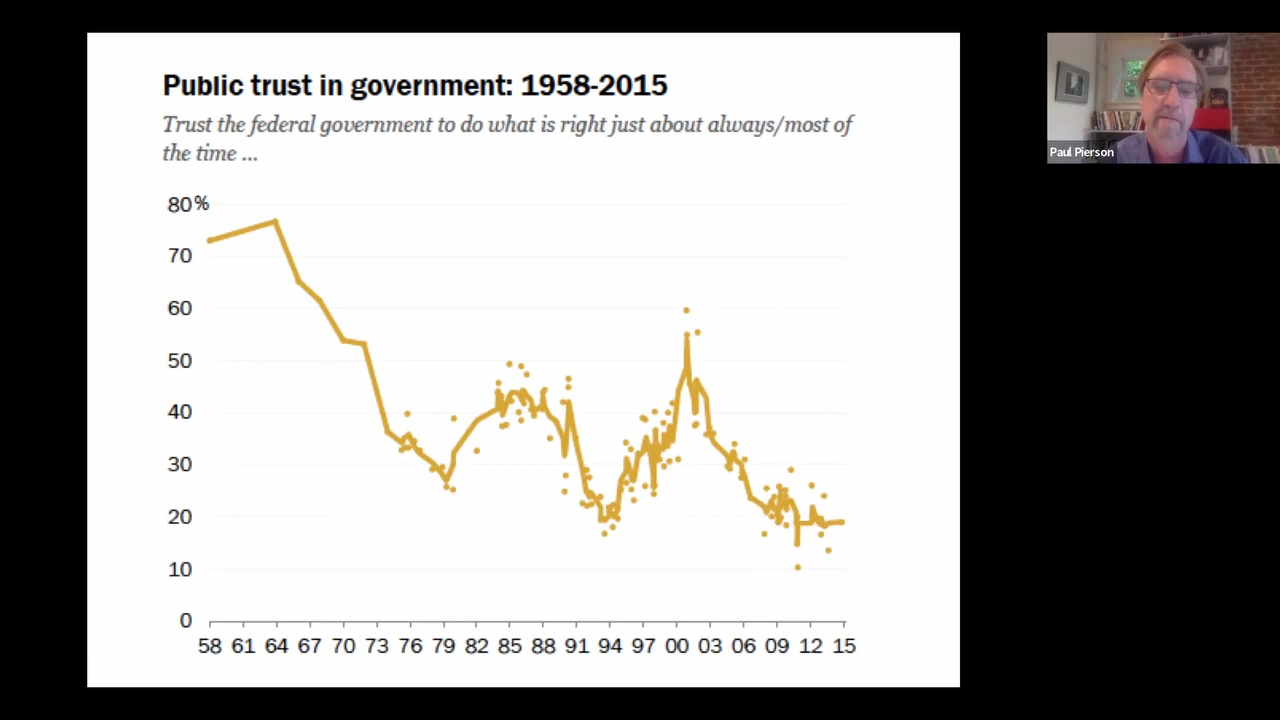 Public trust in government: 1958-2015
Trust the federal government to do what is right just about always/most of
the time ...
80%
70
60
50
40
30
20
10
0
58 61 64 67 70 73 76 79 82 85 88 91 94 97 00 03 06 09 12 15
Paul Pierson